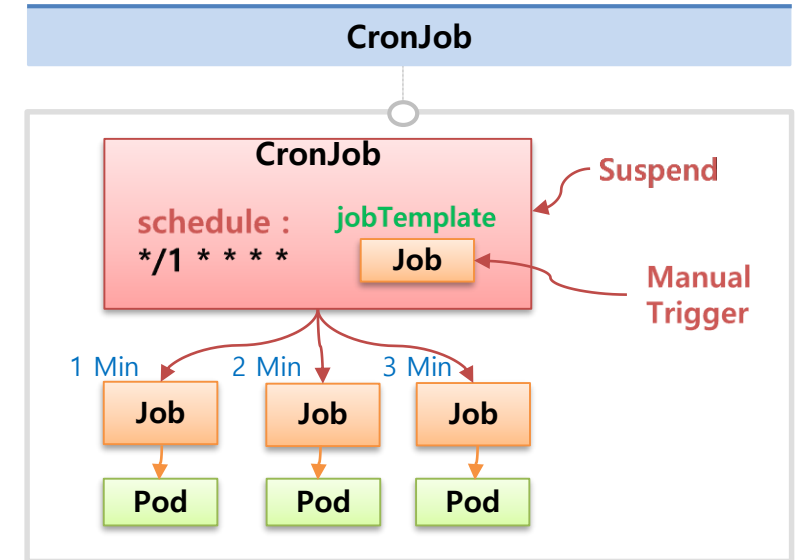 CronJob
CronJob
Suspend
schedule :
jobTemplate
*/1 * * * *
Job
Manual
Trigger
1 Min
2 Min
3 Min
Job
Job
Job
Pod
Pod
Pod